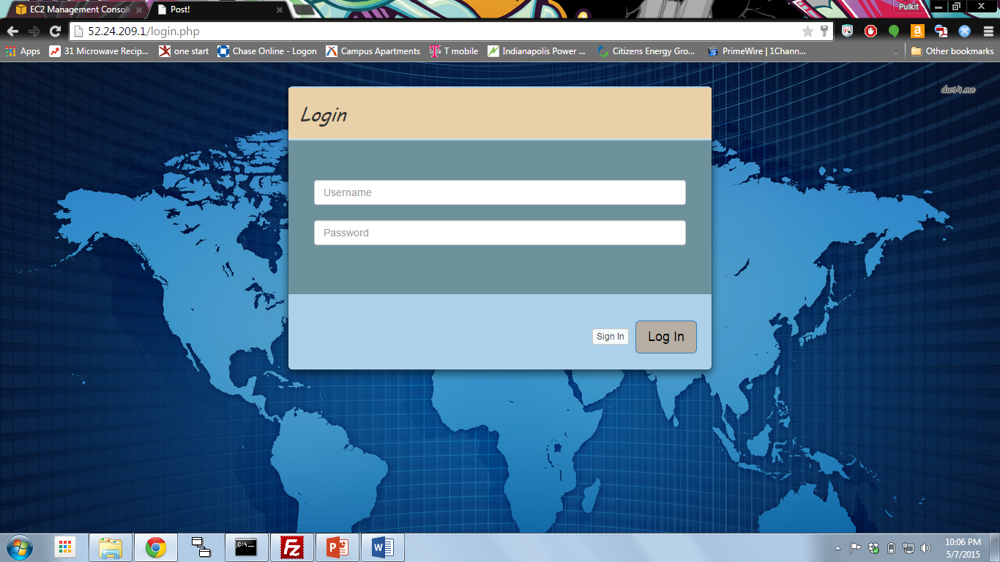 EC2 Management Consol
Post!
Pulkit
52.24.209.1/login.php
Apps
31 Microwave Recip...
one start
Chase Online - Logon
Campus Apartments
T mobile
Indianapolis Power ...
Citizens Energy Gro...
PrimeWire | 1Chann...
»
Other bookmarks
dws4.me
Login
Username
Password
Sign In
Log In
C:\_
10:06 PM
5/7/2015